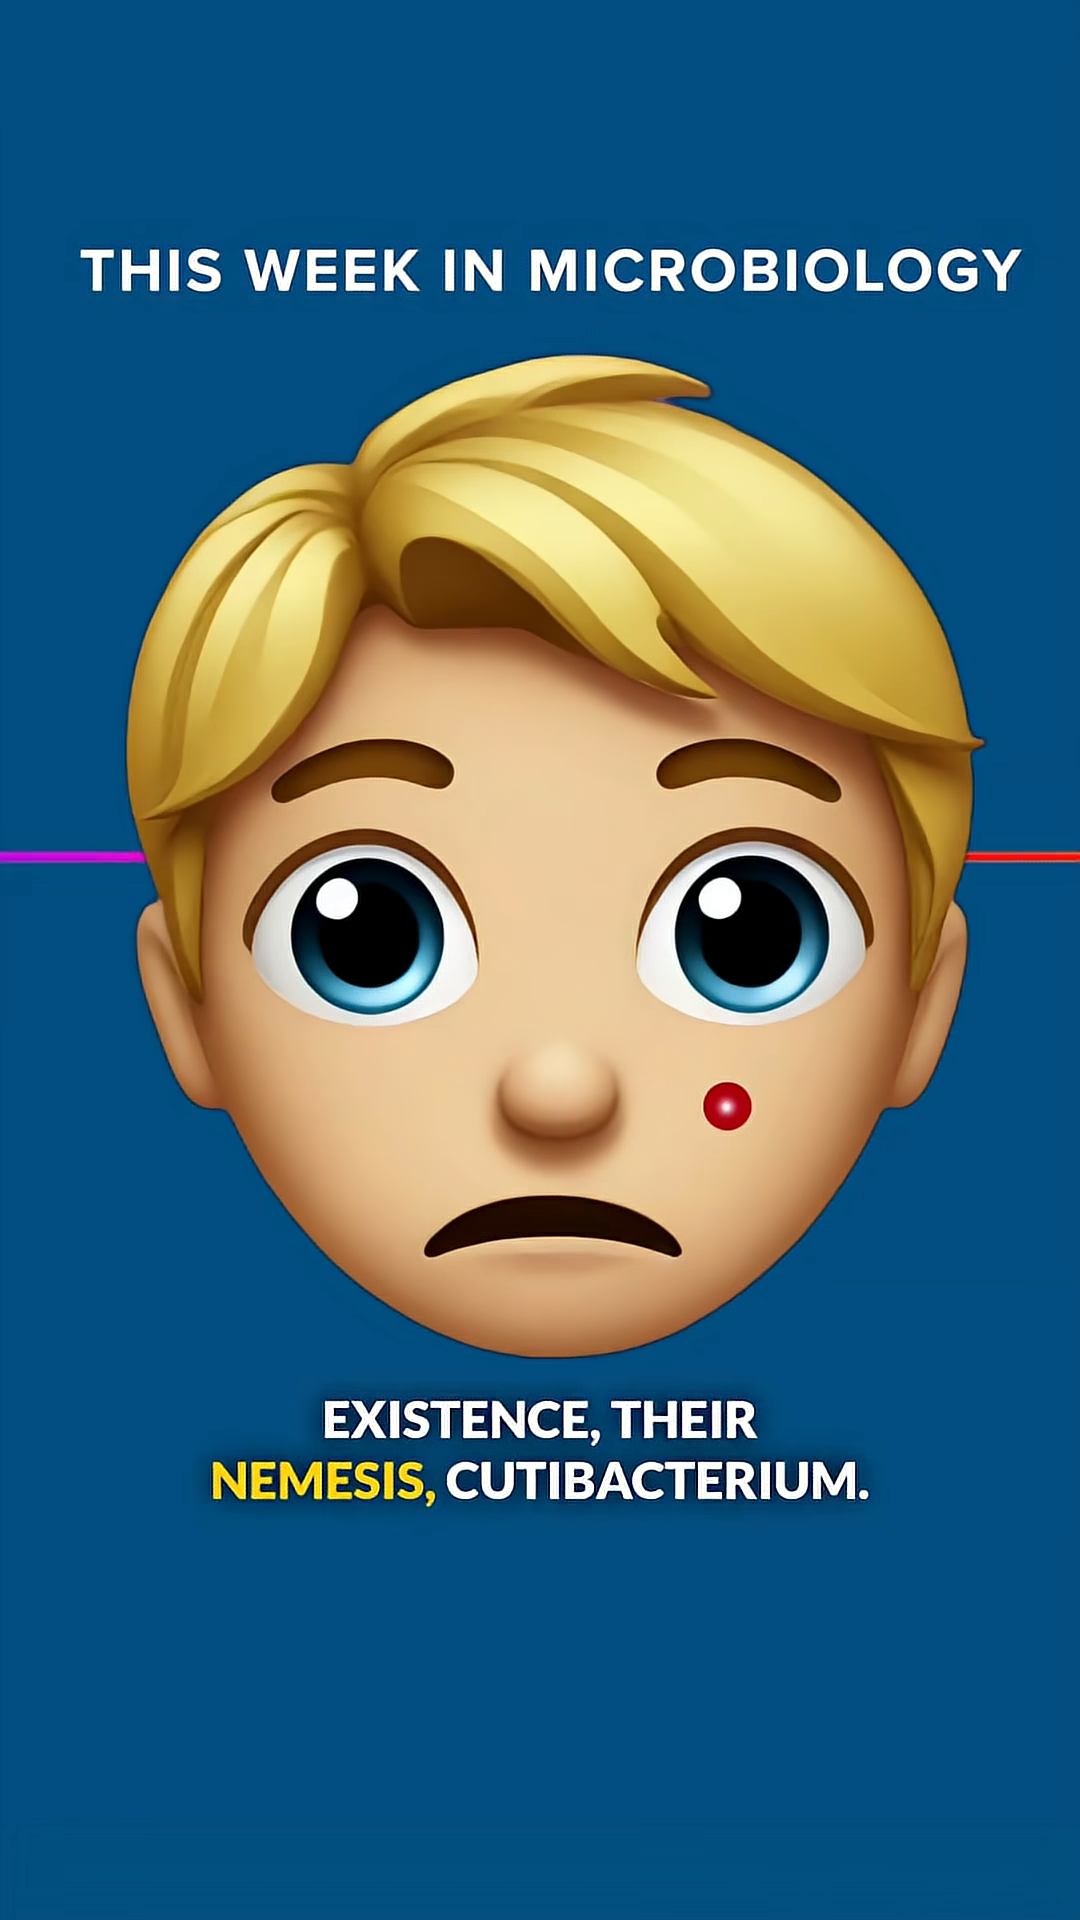 THIS WEEK IN MICROBIOLOGY
EXISTENCE, THEIR
NEMESIS, CUTIBACTERIUM.